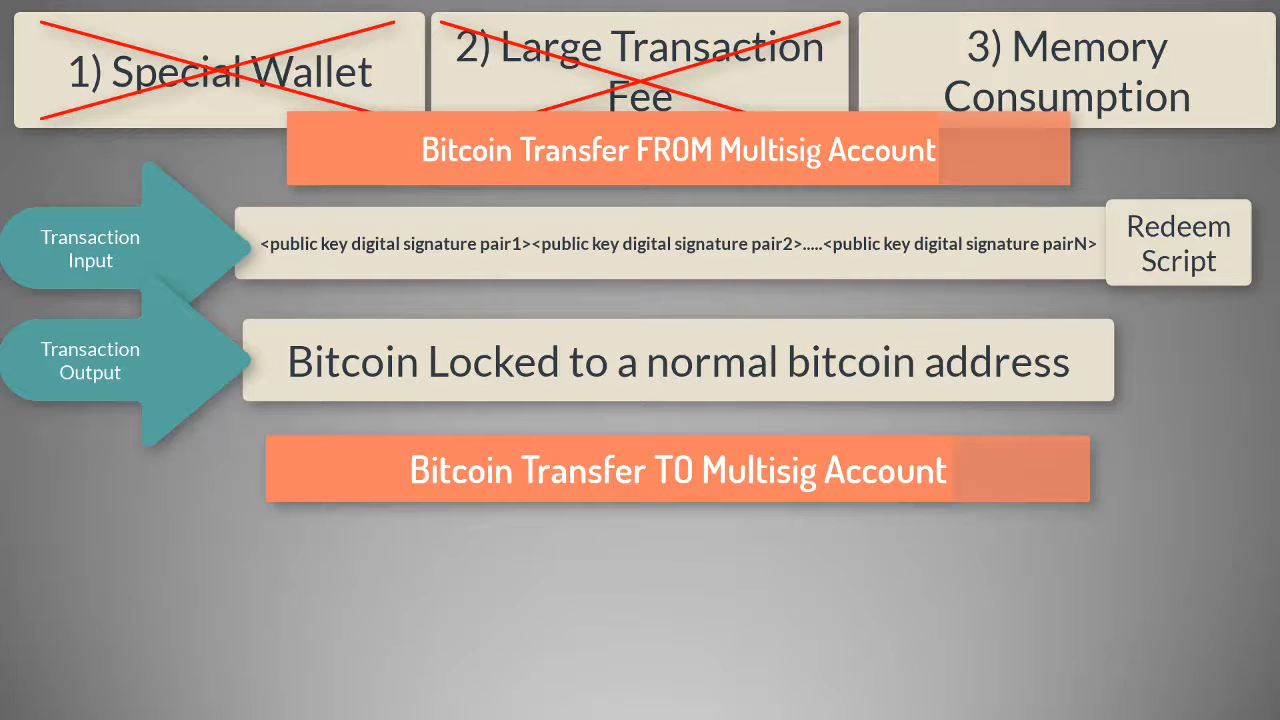 1) Special Wallet
2) Large Transaction
Fee
3) Memory
Consumption
Bitcoin Transfer FROM Multisig Account
Transaction
Input
<public key digital signature pair1><public key digital signature pair2>.....<public key digital signature pairN>
Redeem
Script
Transaction
Output
Bitcoin Locked to a normal bitcoin address
Bitcoin Transfer TO Multisig Account